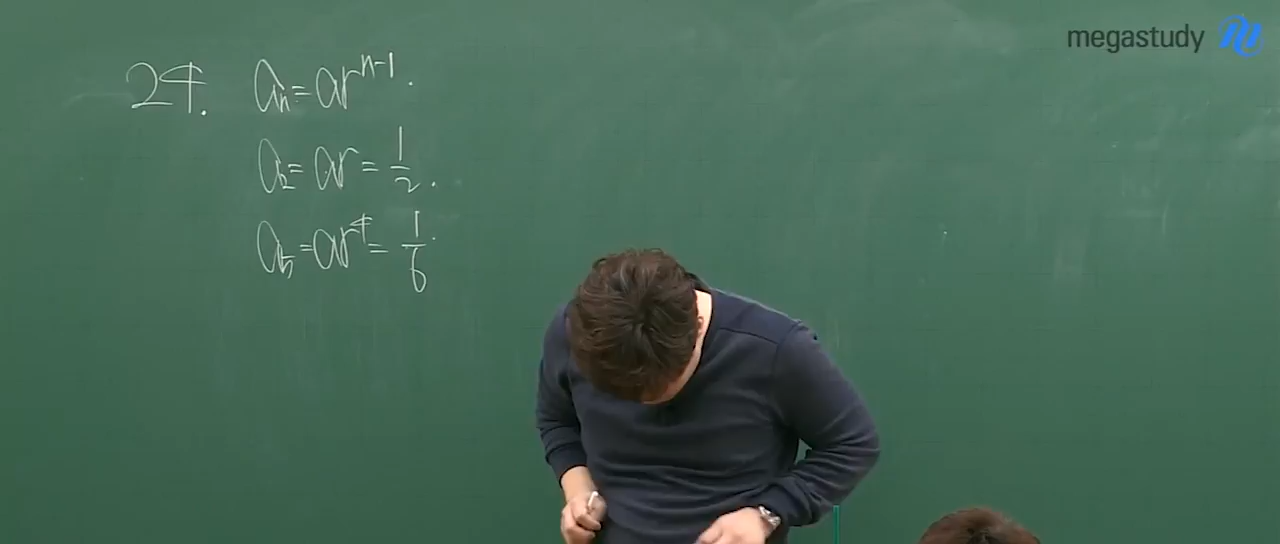 megastudy
24. aₙ = arⁿ⁻¹.
a₂ = ar = 1/2.
a₅ = ar⁴ = 1/6.